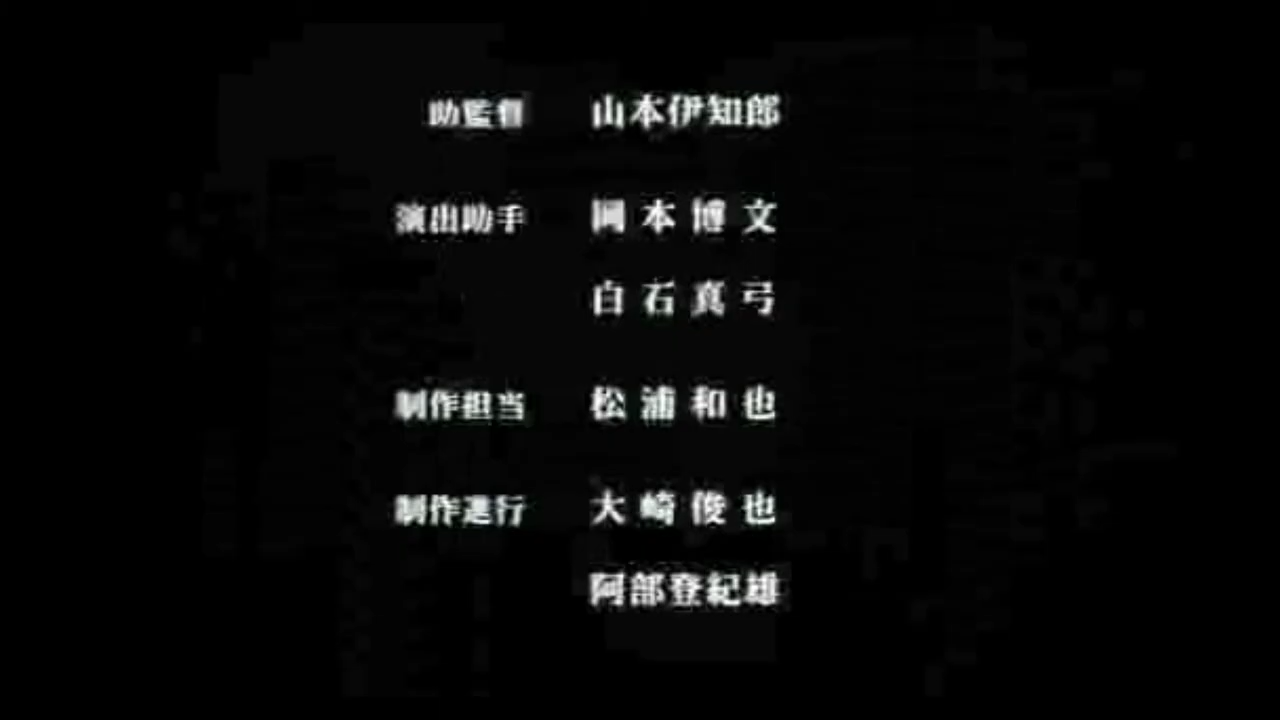 助監督 山本伊知郎
演出助手 岡本博文
白石真弓
制作担当 松浦和也
制作進行 大崎俊也
阿部登紀雄